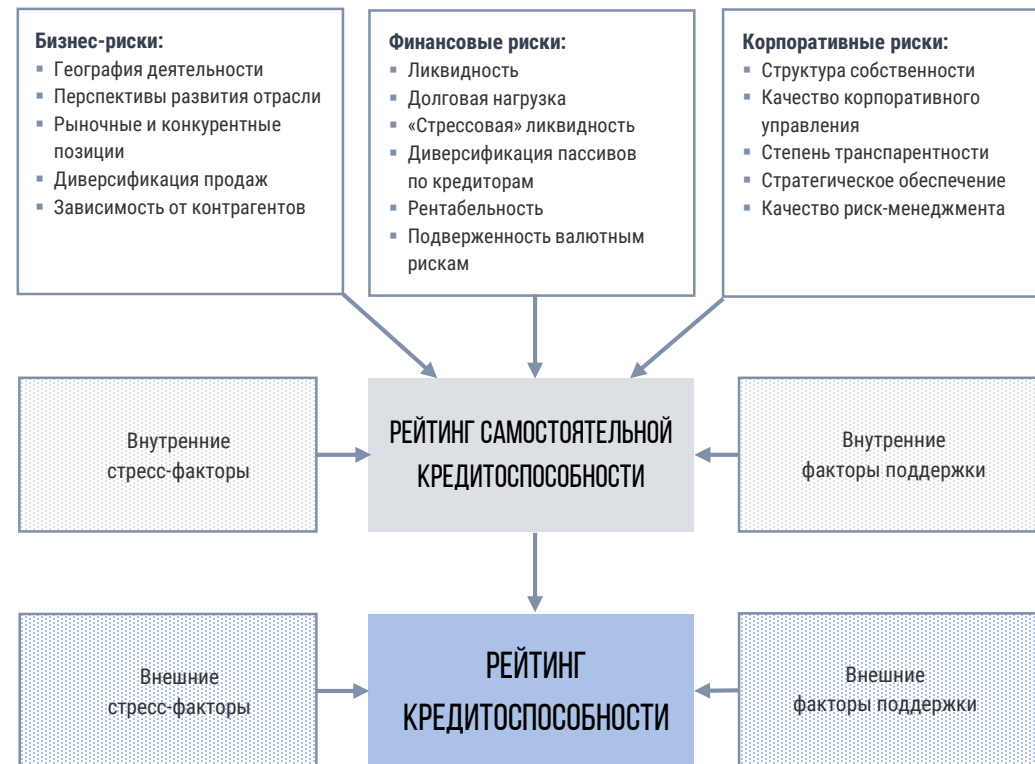 Бизнес-риски:
▪ География деятельности
▪ Перспективы развития отрасли
▪ Рыночные и конкурентные
позиции
▪ Диверсификация продаж
▪ Зависимость от контрагентов
Финансовые риски:
▪ Ликвидность
▪ Долговая нагрузка
▪ «Стрессовая» ликвидность
▪ Диверсификация пассивов
по кредиторам
▪ Рентабельность
▪ Подверженность валютным
рискам
Корпоративные риски:
▪ Структура собственности
▪ Качество корпоративного
управления
▪ Степень транспарентности
▪ Стратегическое обеспечение
▪ Качество риск-менеджмента
Внутренние
стресс-факторы
РЕЙТИНГ САМОСТОЯТЕЛЬНОЙ
КРЕДИТОСПОСОБНОСТИ
Внутренние
факторы поддержки
Внешние
стресс-факторы
РЕЙТИНГ
КРЕДИТОСПОСОБНОСТИ
Внешние
факторы поддержки